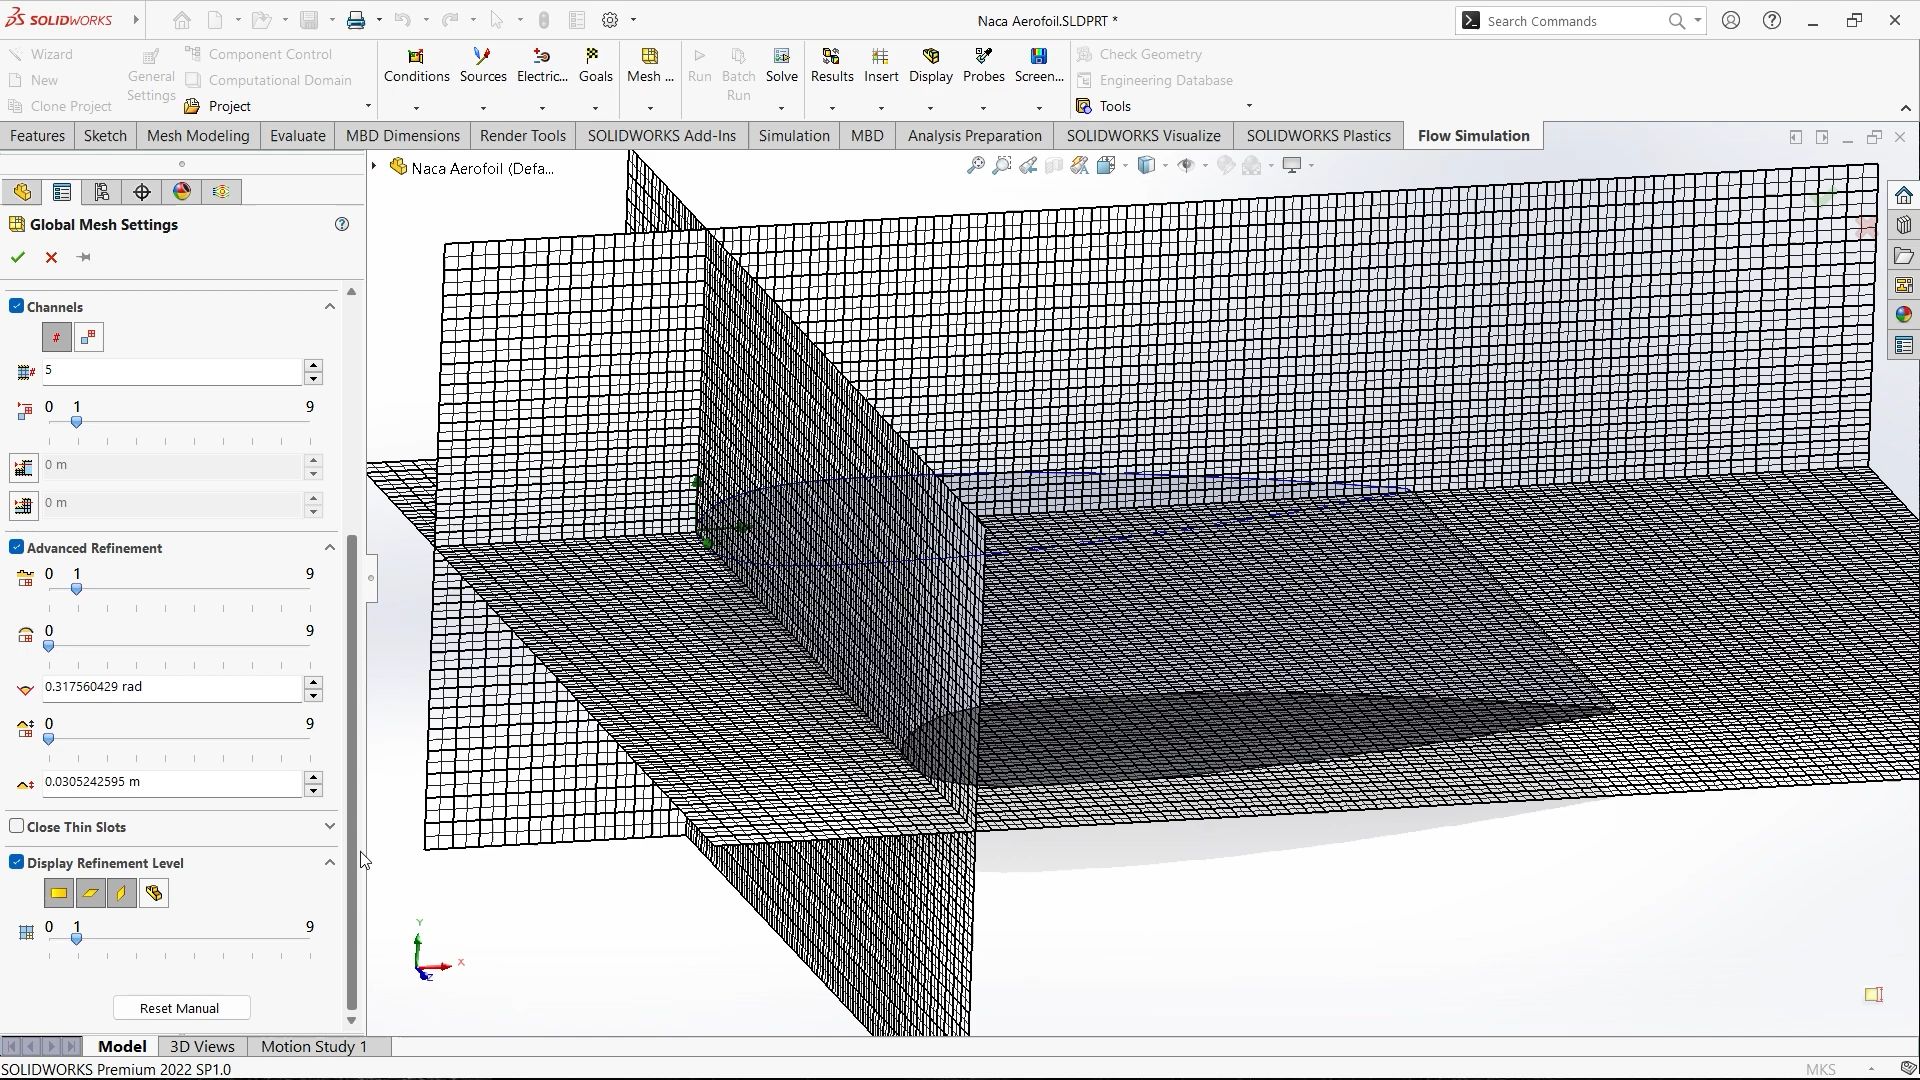 SOLIDWORKS
Naca Aerofoil.SLDPRT *
Search Commands
Wizard
New
Clone Project
General Settings
Component Control
Computational Domain
Project
Conditions
Sources
Electric...
Goals
Mesh ...
Run
Batch Run
Solve
Results
Insert
Display
Probes
Screen...
Check Geometry
Engineering Database
Tools
Features
Sketch
Mesh Modeling
Evaluate
MBD Dimensions
Render Tools
SOLIDWORKS Add-Ins
Simulation
MBD
Analysis Preparation
SOLIDWORKS Visualize
SOLIDWORKS Plastics
Flow Simulation
Naca Aerofoil (Defa...
Global Mesh Settings
Channels
5
0 1 9
0 m
0 m
Advanced Refinement
0 1 9
0 9
0.317560429 rad
0 9
0.0305242595 m
Close Thin Slots
Display Refinement Level
0 1 9
Reset Manual
Y
X
Z
Model
3D Views
Motion Study 1
SOLIDWORKS Premium 2022 SP1.0
MKS